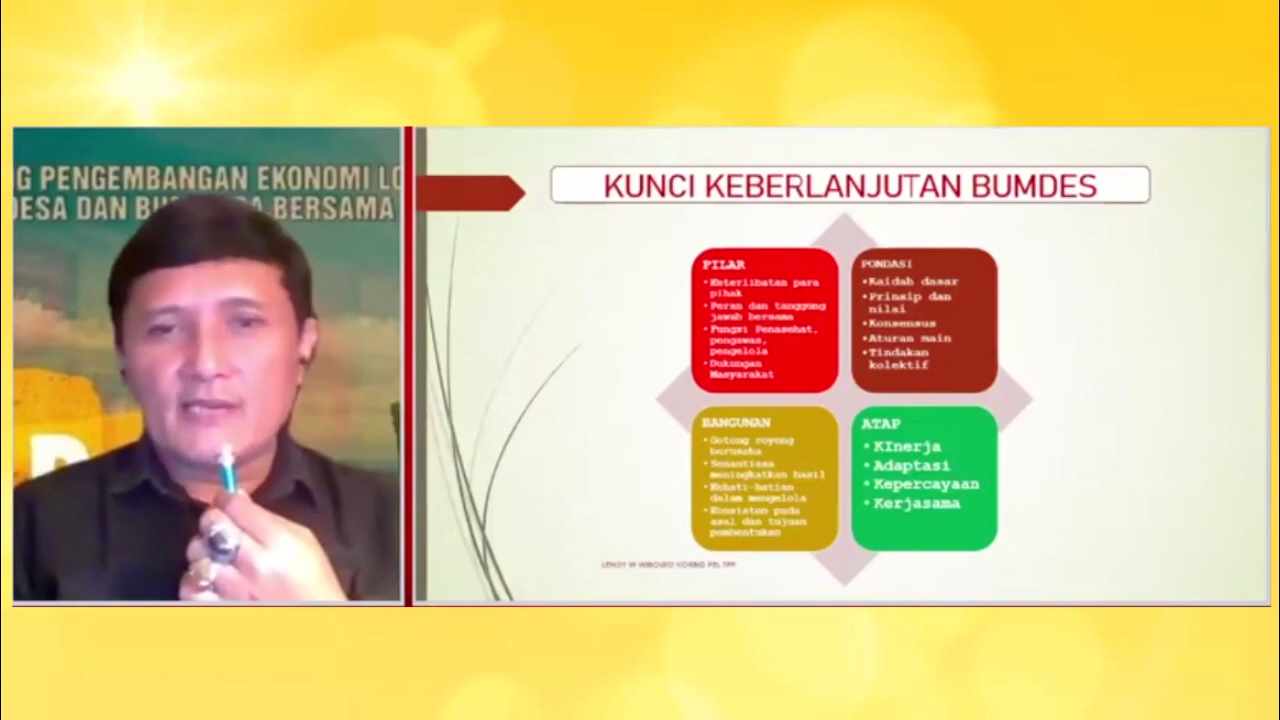 G PENGEMBANGAN EKONOMI LO
DESA DAN BUMDESA BERSAMA
KUNCI KEBERLANJUTAN BUMDES
PILAR
• Keterlibatan para
pihak
• Peran dan tanggung
jawab bersama
• Fungsi Penasehat,
pengawas,
pengelola
• Dukungan
Masyarakat
PONDASI
• Kaidah dasar
• Prinsip dan
nilai
• Konsensus
• Aturan main
• Tindakan
kolektif
BANGUNAN
• Gotong royong
berusaha
• Senantiasa
meningkatkan hasil
• Kehati-hatian
dalam mengelola
• Konsisten pada
asal dan tujuan
pembentukan
ATAP
• KInerja
• Adaptasi
• Kepercayaan
• Kerjasama
LENDY W WIBOWO